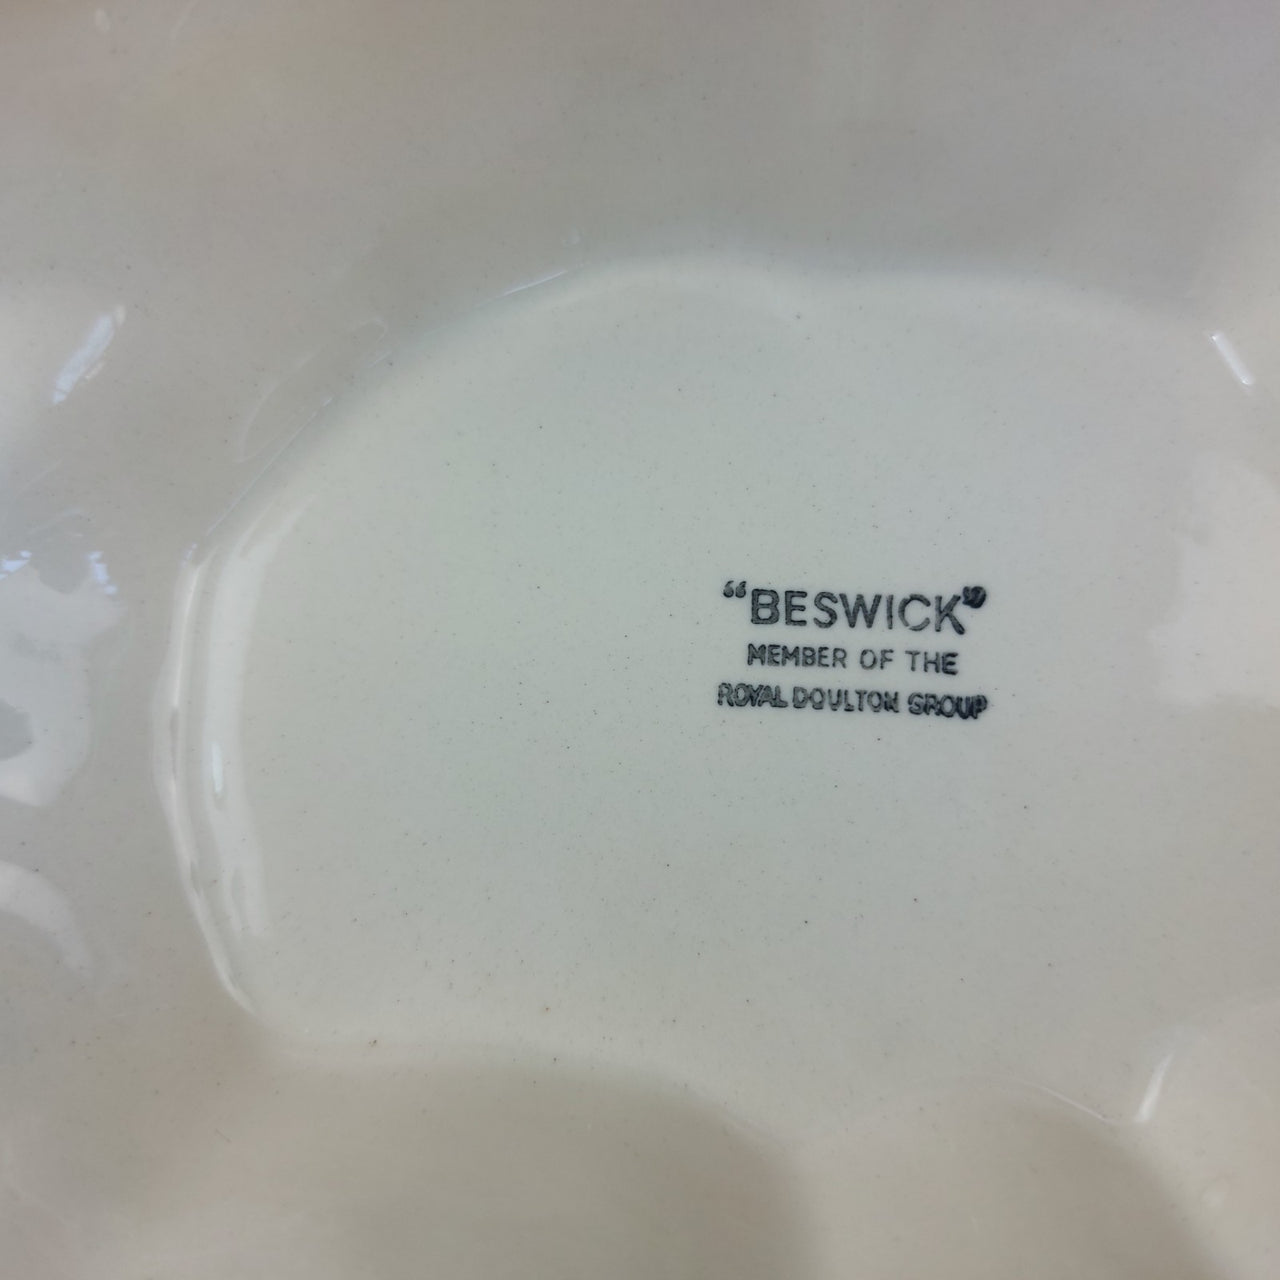 “BESWICK”
MEMBER OF THE
ROYAL DOULTON GROUP